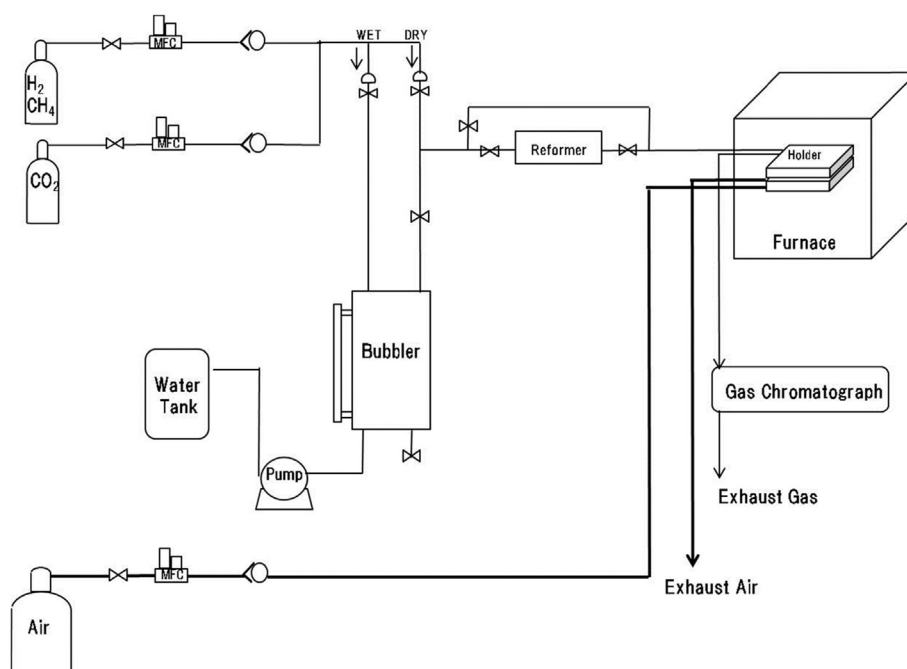 H2
CH4
MFC
WET
DRY
CO2
MFC
Reformer
Holder
Furnace
Bubbler
Water
Tank
Pump
Gas Chromatograph
Exhaust Gas
Exhaust Air
MFC
Air